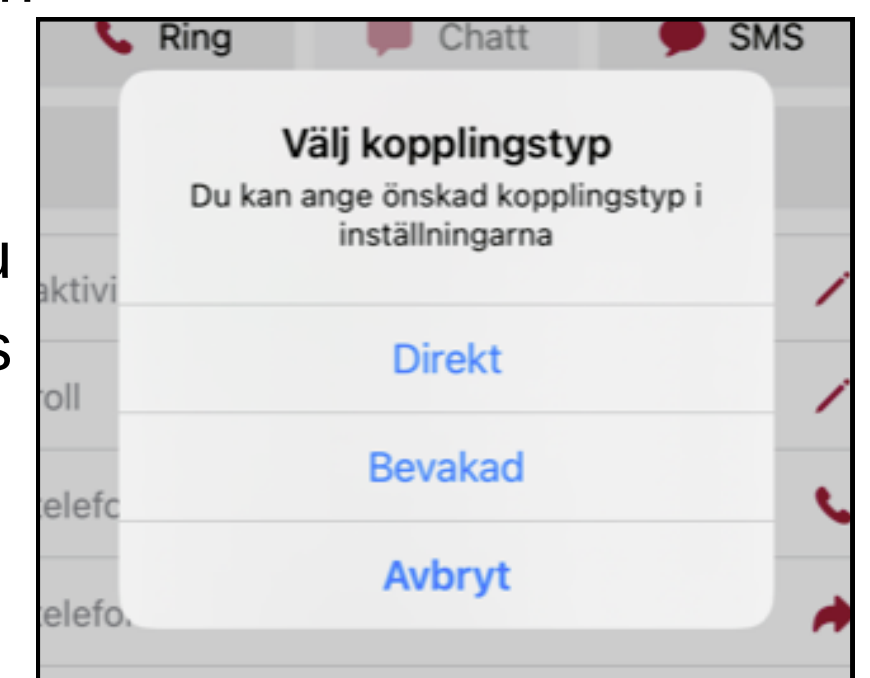 Ring Chatt SMS
Välj kopplingstyp
Du kan ange önskad kopplingstyp i
inställningarna
Direkt
Bevakad
Avbryt